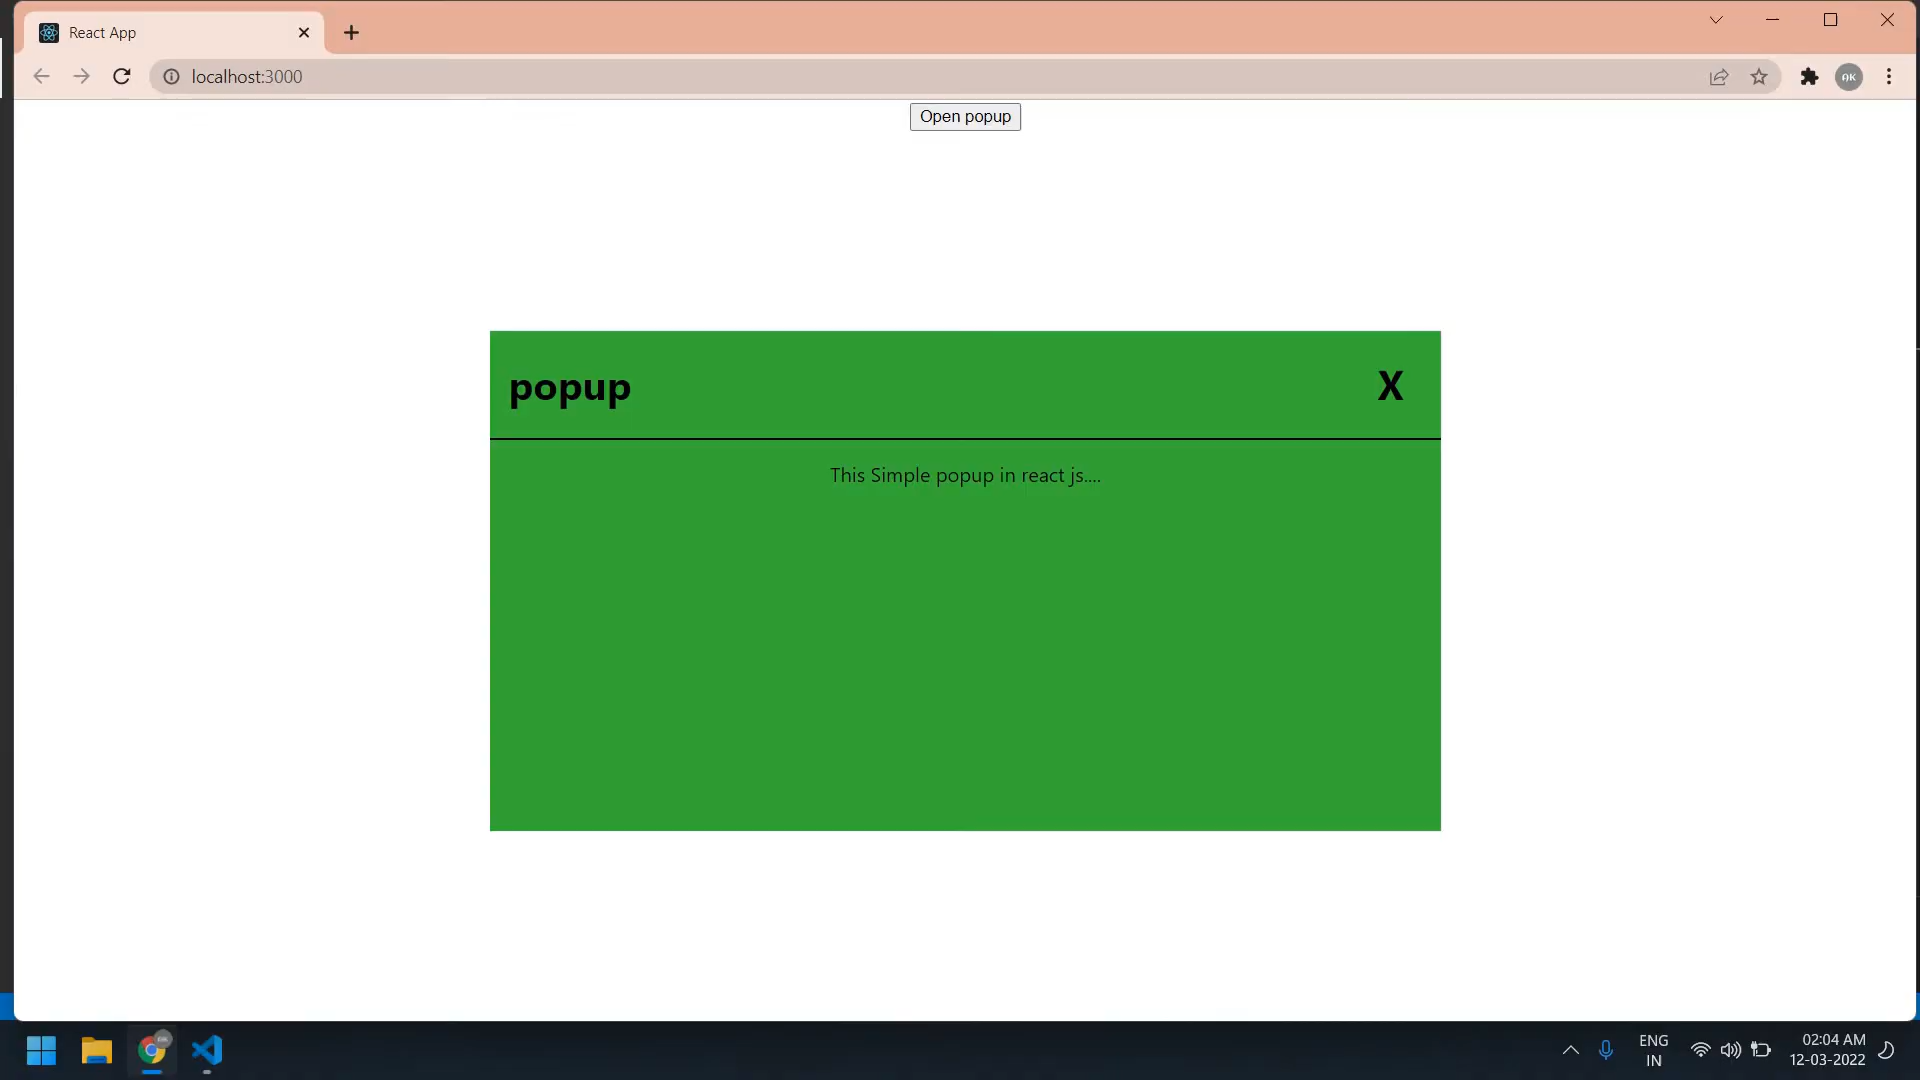 React App
localhost:3000
AK
Open popup
popup X
This Simple popup in react js....
ENG
IN
02:04 AM
12-03-2022